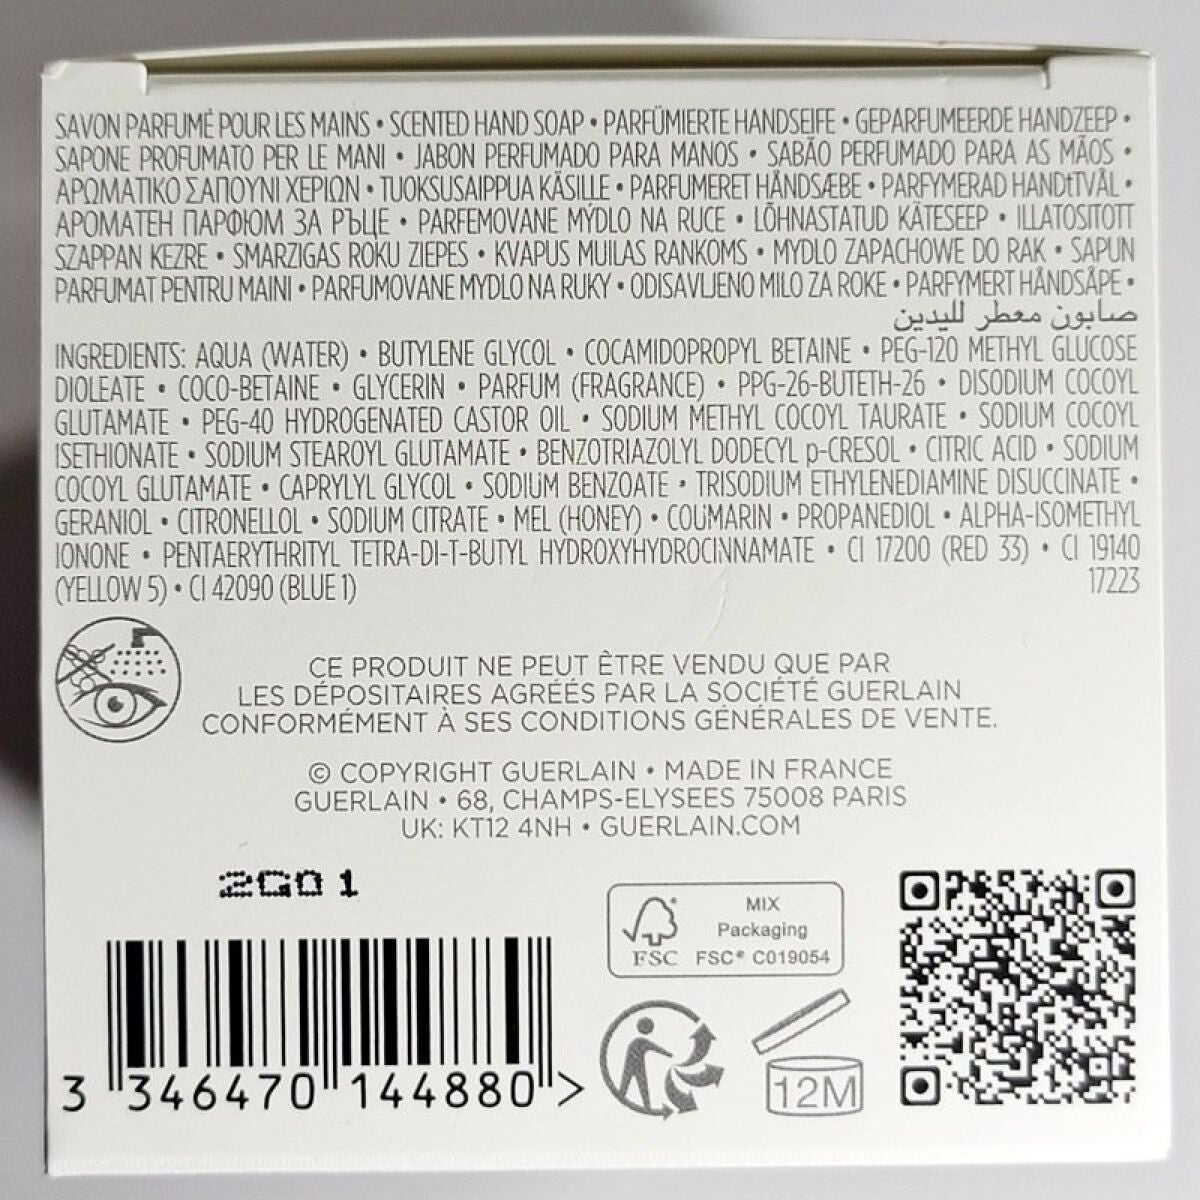 SAVON PARFUMÉ POUR LES MAINS • SCENTED HAND SOAP • PARFÜMIERTE HANDSEIFE • GEPARFUMEERDE HANDZEEP •
SAPONE PROFUMATO PER LE MANI • JABON PERFUMADO PARA MANOS • SABÃO PERFUMADO PARA AS MÃOS •
ΑΡΩΜΑΤΙΚΟ ΣΑΠΟΥΝΙ ΧΕΡΙΩΝ • TUOKSUSAIPPUA KÄSILLE • PARFUMERET HÅNDSÆBE • PARFYMERAD HANDtTVÅL •
АРОМАТЕН ПАРФЮМ ЗА РЪЦЕ • PARFEMOVANE MÝDLO NA RUCE • LÕHNASTATUD KÄTESEEP • ILLATOSITOTT
SZAPPAN KEZRE • SMARZIGAS ROKU ZIEPES • KVAPUS MUILAS RANKOMS • MYDLO ZAPACHOWE DO RAK • SAPUN
PARFUMAT PENTRU MAINI • PARFUMOVANE MYDLO NA RUKY • ODISAVLJENO MILO ZA ROKE • PARFYMERT HÅNDSÅPE •
صابون معطر لليدين
INGREDIENTS: AQUA (WATER) • BUTYLENE GLYCOL • COCAMIDOPROPYL BETAINE • PEG-120 METHYL GLUCOSE
DIOLEATE • COCO-BETAINE • GLYCERIN • PARFUM (FRAGRANCE) • PPG-26-BUTETH-26 • DISODIUM COCOYL
GLUTAMATE • PEG-40 HYDROGENATED CASTOR OIL • SODIUM METHYL COCOYL TAURATE • SODIUM COCOYL
ISETHIONATE • SODIUM STEAROYL GLUTAMATE • BENZOTRIAZOLYL DODECYL p-CRESOL • CITRIC ACID • SODIUM
COCOYL GLUTAMATE • CAPRYLYL GLYCOL • SODIUM BENZOATE • TRISODIUM ETHYLENEDIAMINE DISUCCINATE •
GERANIOL • CITRONELLOL • SODIUM CITRATE • MEL (HONEY) • COUMARIN • PROPANEDIOL • ALPHA-ISOMETHYL
IONONE • PENTAERYTHRITYL TETRA-DI-T-BUTYL HYDROXYHYDROCINNAMATE • CI 17200 (RED 33) • CI 19140
(YELLOW 5) • CI 42090 (BLUE 1) 17223
CE PRODUIT NE PEUT ÊTRE VENDU QUE PAR
LES DÉPOSITAIRES AGRÉÉS PAR LA SOCIÉTÉ GUERLAIN
CONFORMÉMENT À SES CONDITIONS GÉNÉRALES DE VENTE.
© COPYRIGHT GUERLAIN • MADE IN FRANCE
GUERLAIN • 68, CHAMPS-ELYSEES 75008 PARIS
UK: KT12 4NH • GUERLAIN.COM
2G01
MIX
Packaging
FSC FSC® C019054
12M
3 346470 144880 >